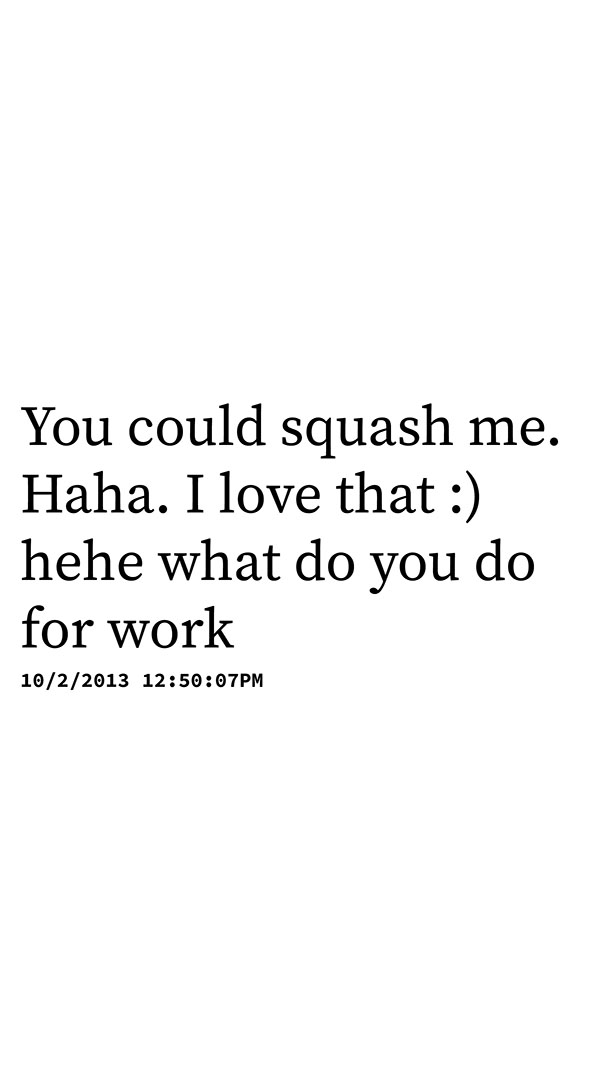 You could squash me.
Haha. I love that :)
hehe what do you do
for work
10/2/2013 12:50:07PM